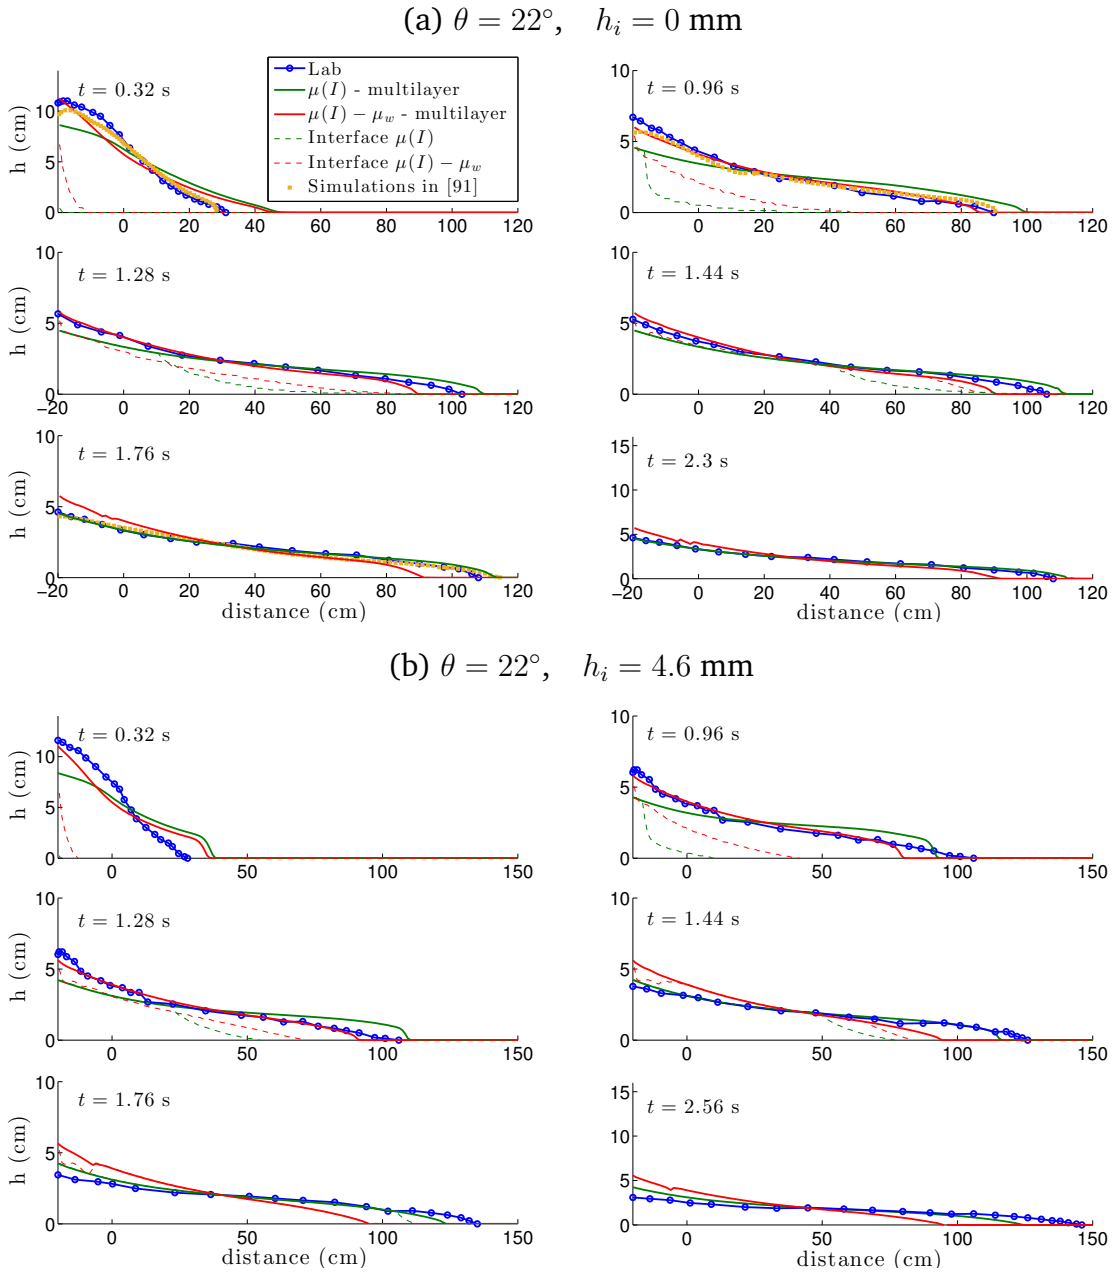 (a) θ = 22°, h_i = 0 mm
t = 0.32 s
Lab
μ(I) - multilayer
μ(I) − μ_w - multilayer
Interface μ(I)
Interface μ(I) − μ_w
Simulations in [91]
h (cm)
10
5
0
0 20 40 60 80 100 120
t = 0.96 s
10
5
0
0 20 40 60 80 100 120
t = 1.28 s
h (cm)
10
5
0
−20 0 20 40 60 80 100 120
t = 1.44 s
10
5
0
0 20 40 60 80 100 120
t = 1.76 s
h (cm)
10
5
0
−20 0 20 40 60 80 100 120
distance (cm)
t = 2.3 s
15
10
5
0
−20 0 20 40 60 80 100 120
distance (cm)
(b) θ = 22°, h_i = 4.6 mm
t = 0.32 s
h (cm)
10
5
0
0 50 100 150
t = 0.96 s
10
5
0
0 50 100 150
t = 1.28 s
h (cm)
10
5
0
0 50 100 150
t = 1.44 s
10
5
0
0 50 100 150
t = 1.76 s
h (cm)
10
5
0
0 50 100 150
distance (cm)
t = 2.56 s
15
10
5
0
0 50 100 150
distance (cm)